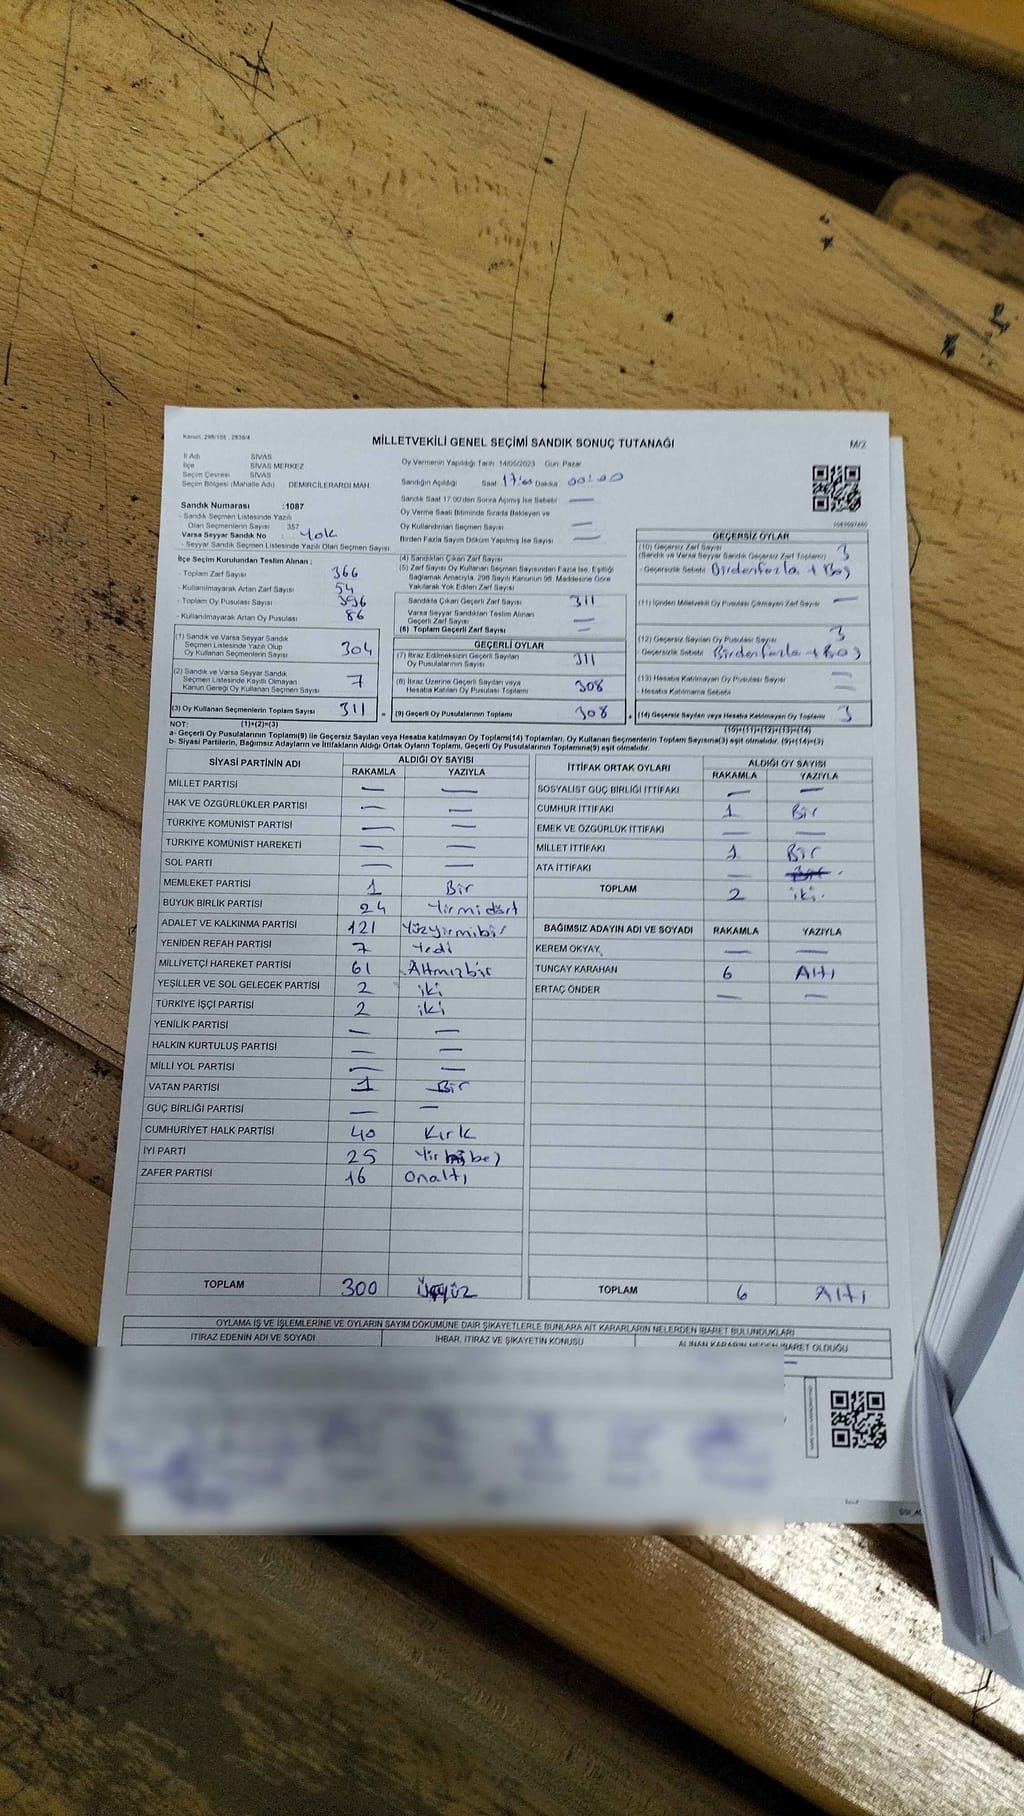 Kanun: 298/105 , 2839/4
MİLLETVEKİLİ GENEL SEÇİMİ SANDIK SONUÇ TUTANAĞI
M/2
İl Adı SİVAS
İlçe SİVAS MERKEZ
Seçim Çevresi SİVAS
Seçim Bölgesi (Mahalle Adı) DEMİRCİLERARDI MAH.
Oy Vermenin Yapıldığı Tarih 14/05/2023 Gün: Pazar
Sandığın Açıldığı Saat 17:00 Dakika 00:00
Sandık Saat 17.00'den Sonra Açılmış İse Sebebi —
Oy Verme Saati Bitiminde Sırada Bekleyen ve
Oy Kullandırılan Seçmen Sayısı —
Birden Fazla Sayım Döküm Yapılmış İse Sayısı —
Sandık Numarası :1087
- Sandık Seçmen Listesinde Yazılı
Olan Seçmenlerin Sayısı : 357
Varsa Seyyar Sandık No : Yok
- Seyyar Sandık Seçmen Listesinde Yazılı Olan Seçmen Sayısı
İlçe Seçim Kurulundan Teslim Alınan ;
- Toplam Zarf Sayısı 366
- Kullanılmayarak Artan Zarf Sayısı 54
- Toplam Oy Pusulası Sayısı 396
- Kullanılmayarak Artan Oy Pusulası 86
(1) Sandık ve Varsa Seyyar Sandık
Seçmen Listesinde Yazılı Olup
Oy Kullanan Seçmenlerin Sayısı 304
(2) Sandık ve Varsa Seyyar Sandık
Seçmen Listesinde Kayıtlı Olmayan
Kanun Gereği Oy Kullanan Seçmen Sayısı 7
(3) Oy Kullanan Seçmenlerin Toplam Sayısı 311
(1)+(2)=(3)
(4) Sandıktan Çıkan Zarf Sayısı
(5) Zarf Sayısı Oy Kullanan Seçmen Sayısından Fazla İse, Eşitliği
Sağlamak Amacıyla, 298 Sayılı Kanunun 98. Maddesine Göre
Yakılarak Yok Edilen Zarf Sayısı
Sandıkta Çıkan Geçerli Zarf Sayısı 311
Varsa Seyyar Sandıktan Teslim Alınan
Geçerli Zarf Sayısı —
(6) Toplam Geçerli Zarf Sayısı —
GEÇERLİ OYLAR
(7) İtiraz Edilmeksizin Geçerli Sayılan
Oy Pusulalarının Sayısı 311
(8) İtiraz Üzerine Geçerli Sayılan veya
Hesaba Katılan Oy Pusulası Toplamı 308
(9) Geçerli Oy Pusulalarının Toplamı 308
GEÇERSİZ OYLAR
(10) Geçersiz Zarf Sayısı 3
(Sandık ve Varsa Seyyar Sandık Geçersiz Zarf Toplamı)
- Geçersizlik Sebebi Birdenfazla + Boş
(11) İçinden Milletvekili Oy Pusulası Çıkmayan Zarf Sayısı —
(12) Geçersiz Sayılan Oy Pusulası Sayısı 3
- Geçersizlik Sebebi Birdenfazla + Boş
(13) Hesaba Katılmayan Oy Pusulası Sayısı —
- Hesaba Katılmama Sebebi —
(14) Geçersiz Sayılan veya Hesaba Katılmayan Oy Toplamı 3
(10)+(11)+(12)+(13)=(14)
NOT:
a- Geçerli Oy Pusulalarının Toplamı(9) ile Geçersiz Sayılan veya Hesaba Katılmayan Oy Toplamı(14) Toplamları, Oy Kullanan Seçmenlerin Toplam Sayısına(3) eşit olmalıdır. (9)+(14)=(3)
b- Siyasi Partilerin, Bağımsız Adayların ve İttifakların Aldığı Ortak Oyların Toplamı, Geçerli Oy Pusulalarının Toplamına(9) eşit olmalıdır.
SİYASİ PARTİNİN ADI ALDIĞI OY SAYISI
RAKAMLA YAZIYLA
MİLLET PARTİSİ — —
HAK VE ÖZGÜRLÜKLER PARTİSİ — —
TÜRKİYE KOMÜNİST PARTİSİ — —
TÜRKİYE KOMÜNİST HAREKETİ — —
SOL PARTİ — —
MEMLEKET PARTİSİ 1 Bir
BÜYÜK BİRLİK PARTİSİ 24 Yirmidört
ADALET VE KALKINMA PARTİSİ 121 Yüzyirmibir
YENİDEN REFAH PARTİSİ 7 Yedi
MİLLİYETÇİ HAREKET PARTİSİ 61 Altmışbir
YEŞİLLER VE SOL GELECEK PARTİSİ 2 iki
TÜRKİYE İŞÇİ PARTİSİ 2 iki
YENİLİK PARTİSİ — —
HALKIN KURTULUŞ PARTİSİ — —
MİLLİ YOL PARTİSİ — —
VATAN PARTİSİ 1 Bir
GÜÇ BİRLİĞİ PARTİSİ — —
CUMHURİYET HALK PARTİSİ 40 Kırk
İYİ PARTİ 25
ZAFER PARTİSİ 16 Onaltı
TOPLAM 300 Üçyüz
İTTİFAK ORTAK OYLARI ALDIĞI OY SAYISI
RAKAMLA YAZIYLA
SOSYALİST GÜÇ BİRLİĞİ İTTİFAKI — —
CUMHUR İTTİFAKI 1 Bir
EMEK VE ÖZGÜRLÜK İTTİFAKI — —
MİLLET İTTİFAKI 1 Bir
ATA İTTİFAKI —
TOPLAM 2 iki
BAĞIMSIZ ADAYIN ADI VE SOYADI RAKAMLA YAZIYLA
KEREM OKYAY — —
TUNCAY KARAHAN 6 Altı
ERTAÇ ÖNDER — —
TOPLAM 6 Altı
OYLAMA İŞ VE İŞLEMLERİNE VE OYLARIN SAYIM DÖKÜMÜNE DAİR ŞİKAYETLERLE BUNLARA AİT KARARLARIN NELERDEN İBARET BULUNDUKLARI
İTİRAZ EDENİN ADI VE SOYADI İHBAR, İTİRAZ VE ŞİKAYETİN KONUSU ALINAN KARARIN NEDEN İBARET OLDUĞU
—